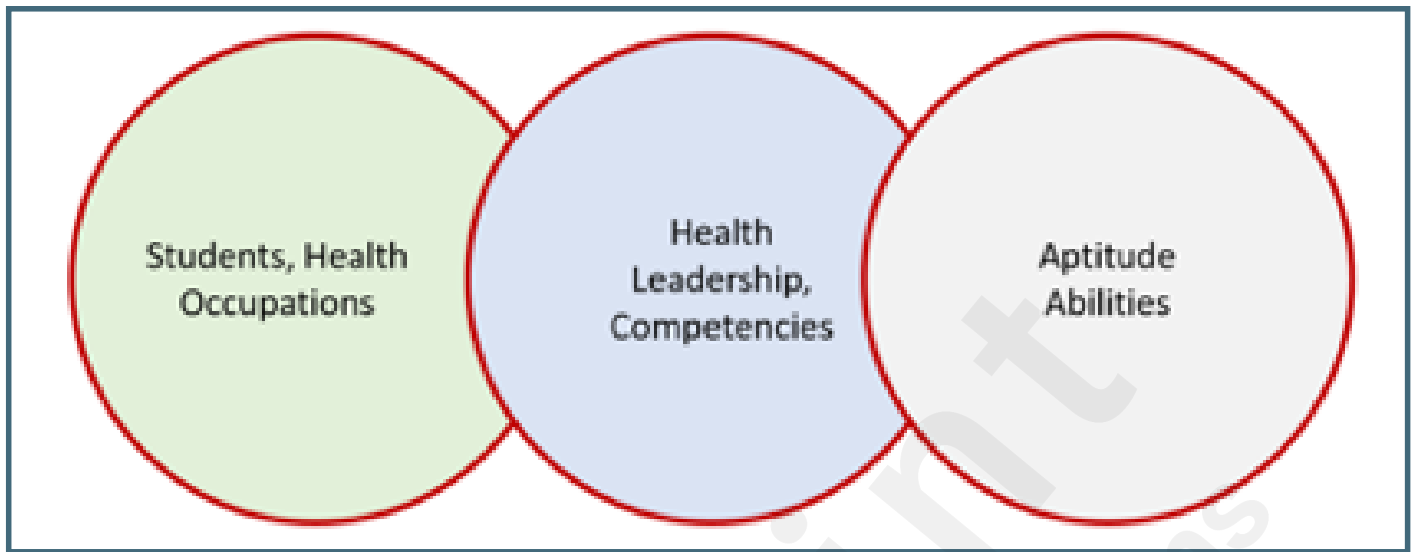 Students, Health
Occupations
Health
Leadership,
Competencies
Aptitude
Abilities